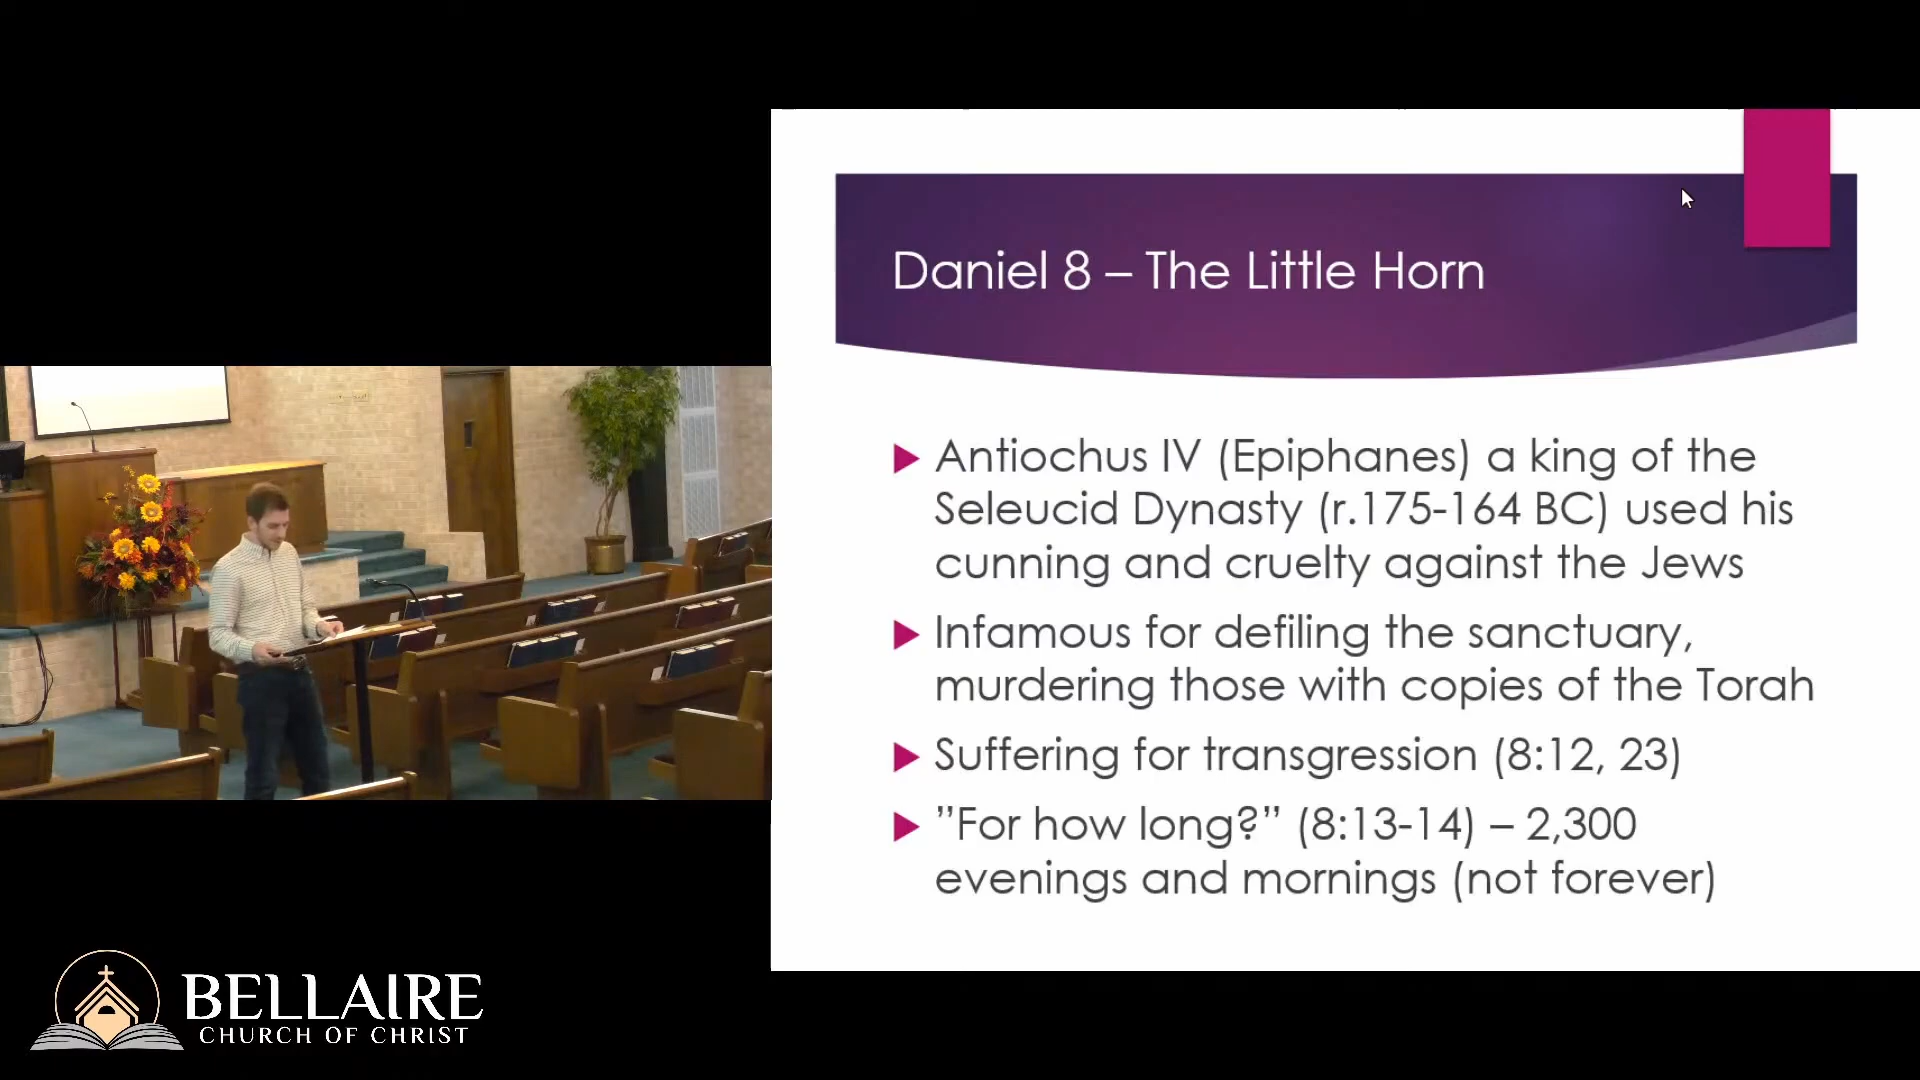 Daniel 8 – The Little Horn
Antiochus IV (Epiphanes) a king of the
Seleucid Dynasty (r.175-164 BC) used his
cunning and cruelty against the Jews
Infamous for defiling the sanctuary,
murdering those with copies of the Torah
Suffering for transgression (8:12, 23)
”For how long?” (8:13-14) – 2,300
evenings and mornings (not forever)
BELLAIRE
CHURCH OF CHRIST